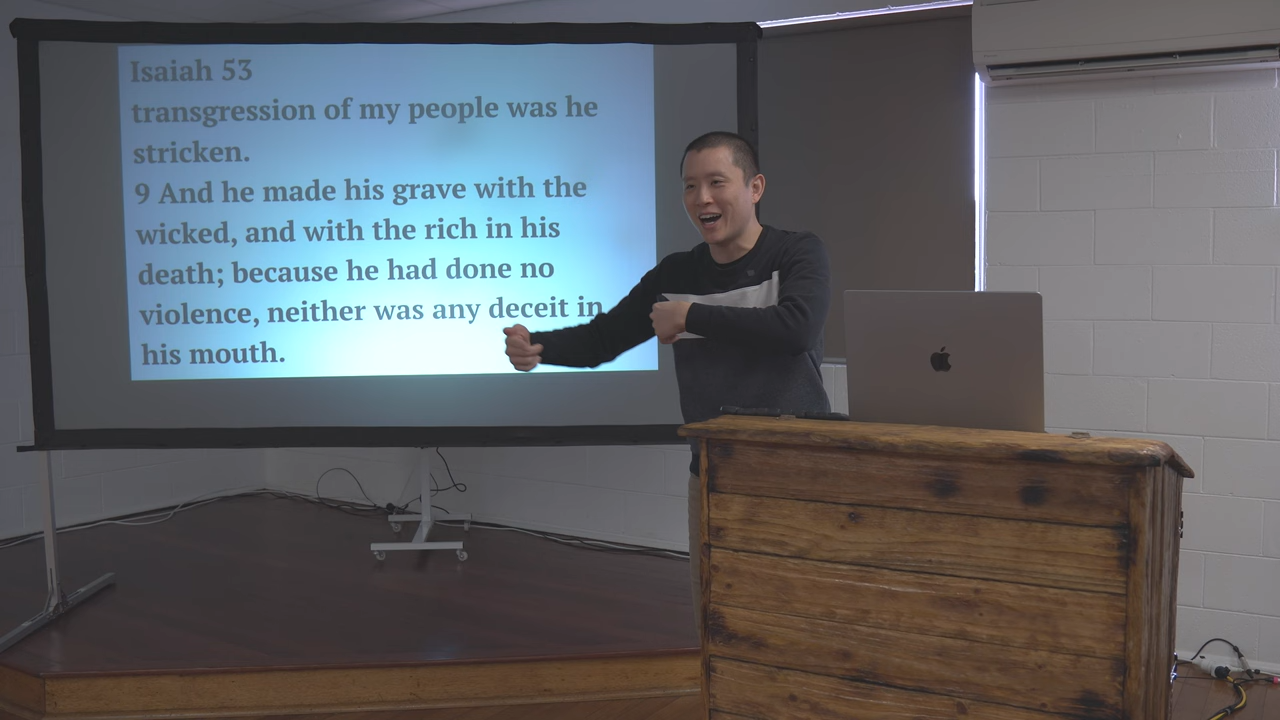 Isaiah 53
transgression of my people was he
stricken.
9 And he made his grave with the
wicked, and with the rich in his
death; because he had done no
violence, neither was any deceit in
his mouth.